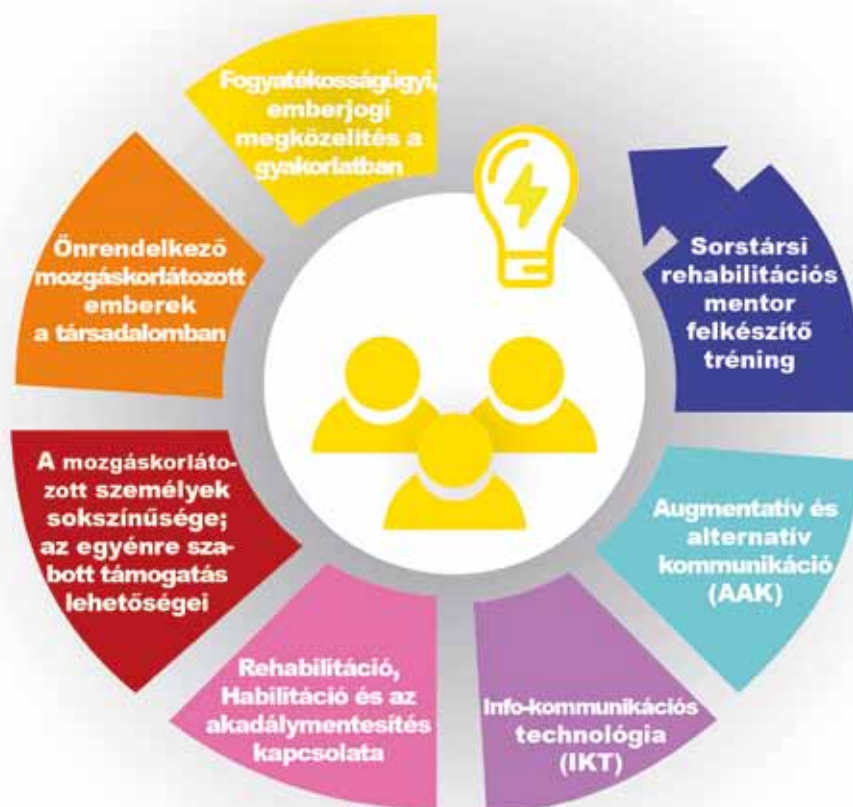 Fogyatékosságügyi,
emberjogi
megközelítés a
gyakorlatban
Önrendelkező
mozgáskorlátozott
emberek
a társadalomban
A mozgáskorláto-
zott személyek
sokszínűsége;
az egyénre sza-
bott támogatás
lehetőségei
Rehabilitáció,
Habilitáció és az
akadálymentesítés
kapcsolata
Info-kommunikációs
technológia
(IKT)
Augmentatív és
alternatív
kommunikáció
(AAK)
Sorstársi
rehabilitációs
mentor
felkészítő
tréning